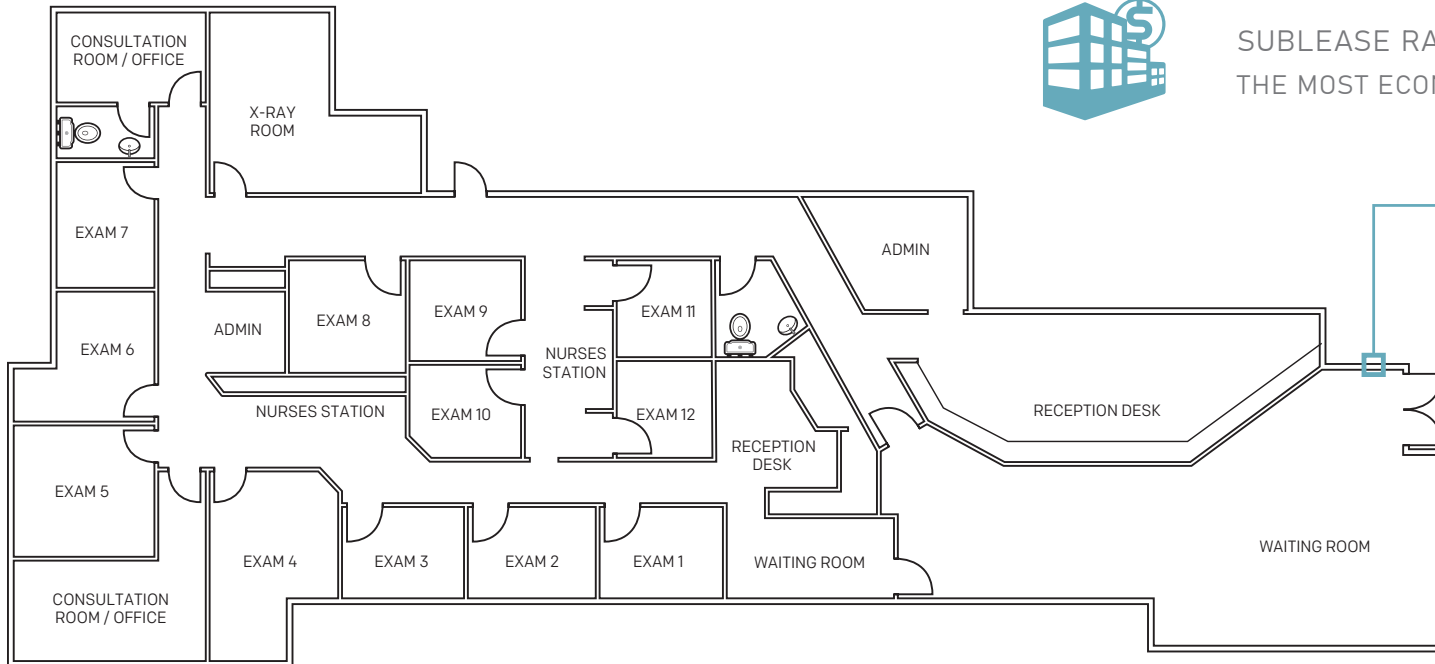 SUBLEASE RA
THE MOST ECON
CONSULTATION
ROOM / OFFICE
X-RAY
ROOM
EXAM 7
ADMIN
EXAM 6
ADMIN
EXAM 8
EXAM 9
EXAM 11
NURSES
STATION
NURSES STATION
EXAM 10
EXAM 12
RECEPTION DESK
RECEPTION
DESK
EXAM 5
EXAM 4
EXAM 3
EXAM 2
EXAM 1
WAITING ROOM
WAITING ROOM
CONSULTATION
ROOM / OFFICE